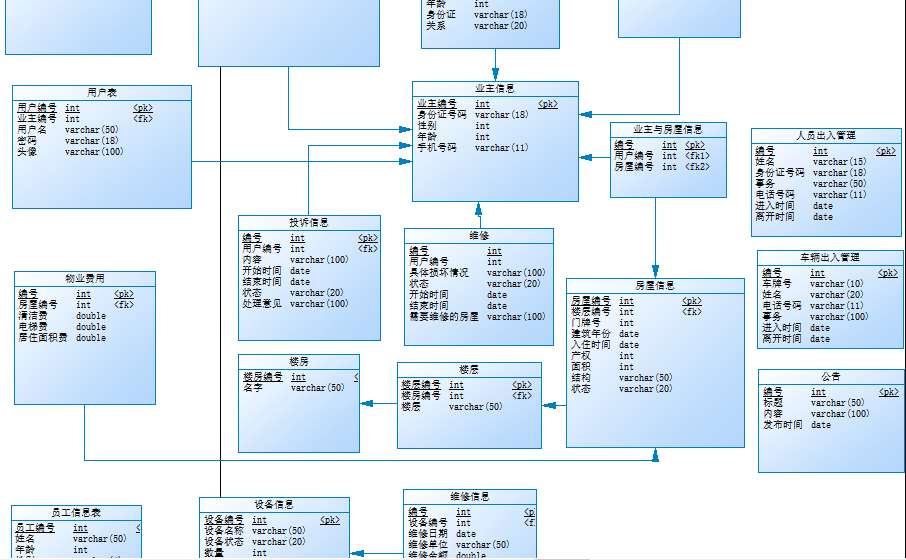 年龄 int
身份证 varchar(18)
关系 varchar(20)
用户表
用户编号 int <pk>
业主编号 int <fk>
用户名 varchar(50)
密码 varchar(18)
头像 varchar(100)
业主信息
业主编号 int <pk>
身份证号码 varchar(18)
性别 int
年龄 int
手机号码 varchar(11)
业主与房屋信息
编号 int <pk>
用户编号 int <fk1>
房屋编号 int <fk2>
人员出入管理
编号 int <pk>
姓名 varchar(15)
身份证号码 varchar(18)
事务 varchar(50)
电话号码 varchar(11)
进入时间 date
离开时间 date
投诉信息
编号 int <pk>
用户编号 int <fk>
内容 varchar(100)
开始时间 date
结束时间 date
状态 varchar(20)
处理意见 varchar(100)
维修
编号 int
用户编号 int
具体损坏情况 varchar(100)
状态 varchar(20)
开始时间 date
结束时间 date
需要维修的房屋 varchar(100)
车辆出入管理
编号 int <pk>
车牌号 varchar(10)
姓名 varchar(20)
电话号码 varchar(11)
事务 varchar(100)
进入时间 date
离开时间 date
物业费用
编号 int <pk>
房屋编号 int <fk>
清洁费 double
电梯费 double
居住面积费 double
房屋信息
房屋编号 int <pk>
楼层编号 int <fk>
门牌号 int
建筑年份 date
入住时间 date
产权 int
面积 int
结构 varchar(50)
状态 varchar(20)
楼房
楼房编号 int <
名字 varchar(50)
楼层
楼层编号 int <pk>
楼房编号 int <fk>
楼层 varchar(50)
公告
编号 int <pk>
标题 varchar(50)
内容 varchar(100)
发布时间 date
员工信息表
员工编号 int <
姓名 varchar(50)
年龄 int
设备信息
设备编号 int <pk>
设备名称 varchar(50)
设备状态 varchar(20)
数量 int
维修信息
编号 int <pl
设备编号 int <f
维修日期 date
维修单位 varchar(50)
维修金额 double